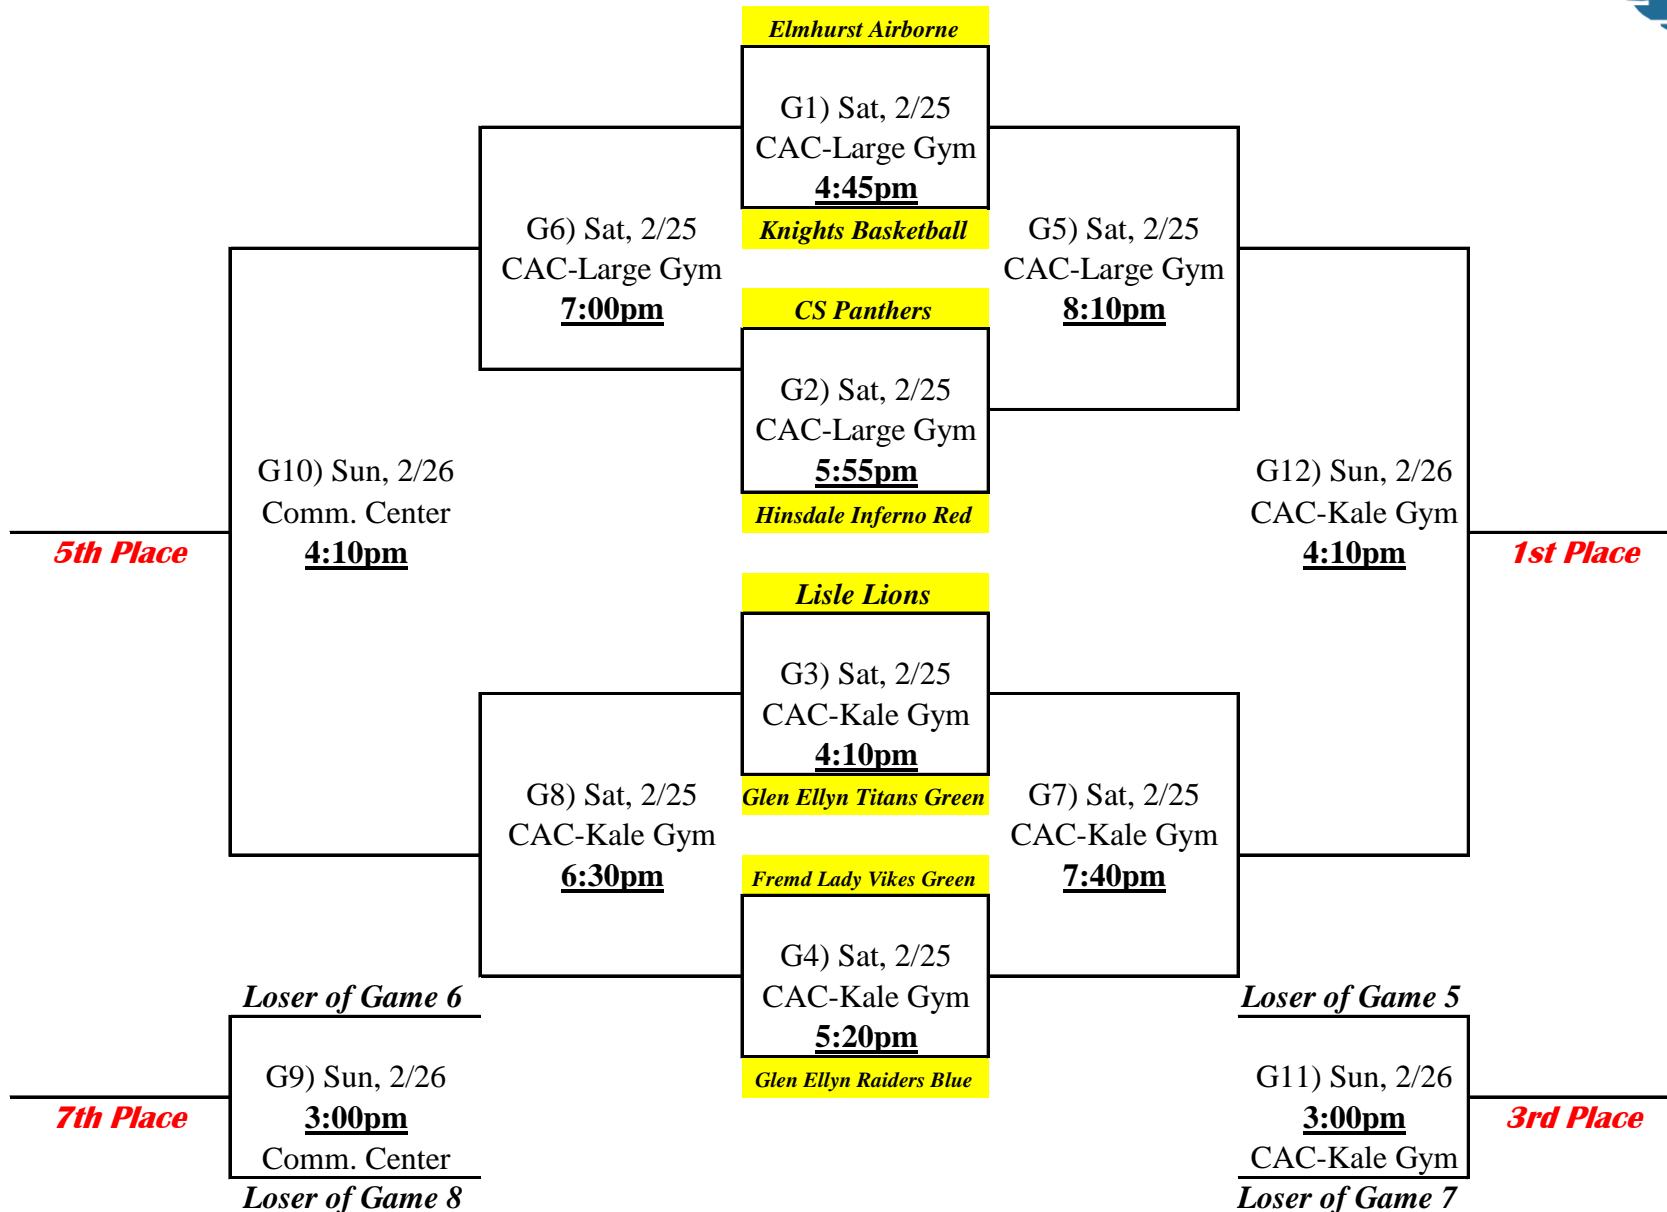 Elmhurst Airborne
G1) Sat, 2/25
CAC-Large Gym
4:45pm
Knights Basketball
G6) Sat, 2/25
CAC-Large Gym
7:00pm
G5) Sat, 2/25
CAC-Large Gym
8:10pm
CS Panthers
G2) Sat, 2/25
CAC-Large Gym
5:55pm
Hinsdale Inferno Red
G10) Sun, 2/26
Comm. Center
4:10pm
5th Place
G12) Sun, 2/26
CAC-Kale Gym
4:10pm
1st Place
Lisle Lions
G3) Sat, 2/25
CAC-Kale Gym
4:10pm
Glen Ellyn Titans Green
G8) Sat, 2/25
CAC-Kale Gym
6:30pm
G7) Sat, 2/25
CAC-Kale Gym
7:40pm
Fremd Lady Vikes Green
G4) Sat, 2/25
CAC-Kale Gym
5:20pm
Glen Ellyn Raiders Blue
Loser of Game 6
G9) Sun, 2/26
3:00pm
Comm. Center
Loser of Game 8
7th Place
Loser of Game 5
G11) Sun, 2/26
3:00pm
CAC-Kale Gym
Loser of Game 7
3rd Place